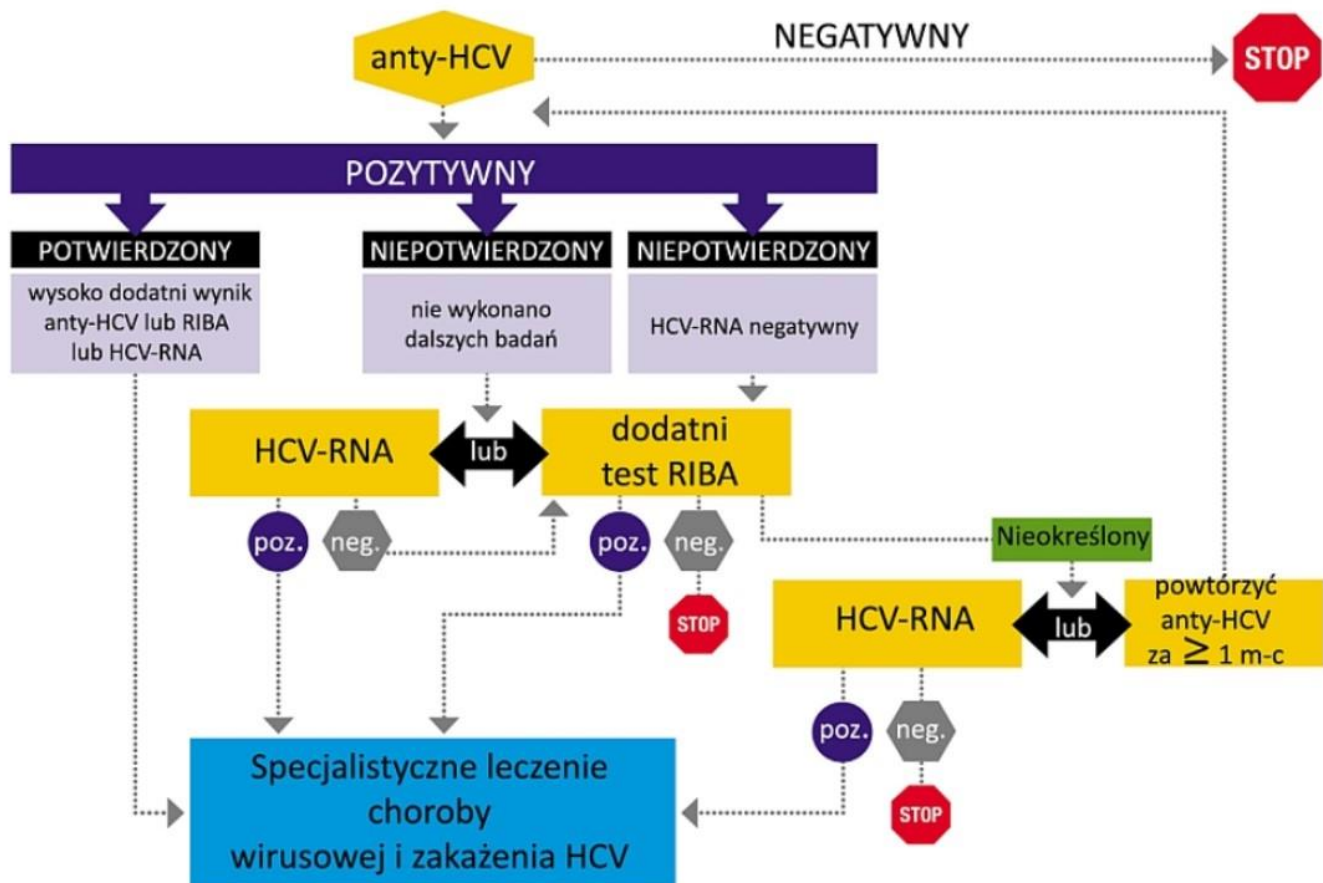 anty-HCV
NEGATYWNY
STOP
POZYTYWNY
POTWIERDZONY
wysoko dodatni wynik
anty-HCV lub RIBA
lub HCV-RNA
NIEPOTWIERDZONY
nie wykonano
dalszych badań
NIEPOTWIERDZONY
HCV-RNA negatywny
HCV-RNA
lub
dodatni
test RIBA
poz.
neg.
poz.
neg.
STOP
Nieokreślony
HCV-RNA
lub
powtórzyć
anty-HCV
za ≥ 1 m-c
poz.
neg.
STOP
Specjalistyczne leczenie
choroby
wirusowej i zakażenia HCV